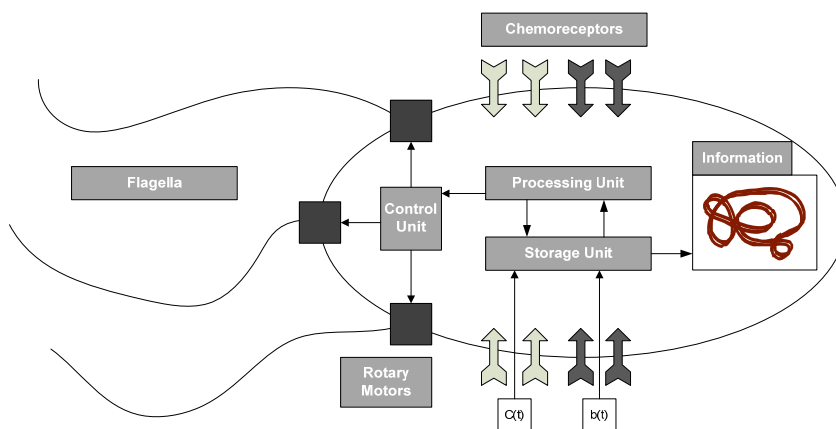 Chemoreceptors
Flagella
Processing Unit
Information
Control
Unit
Storage Unit
Rotary
Motors
C(t)
b(t)